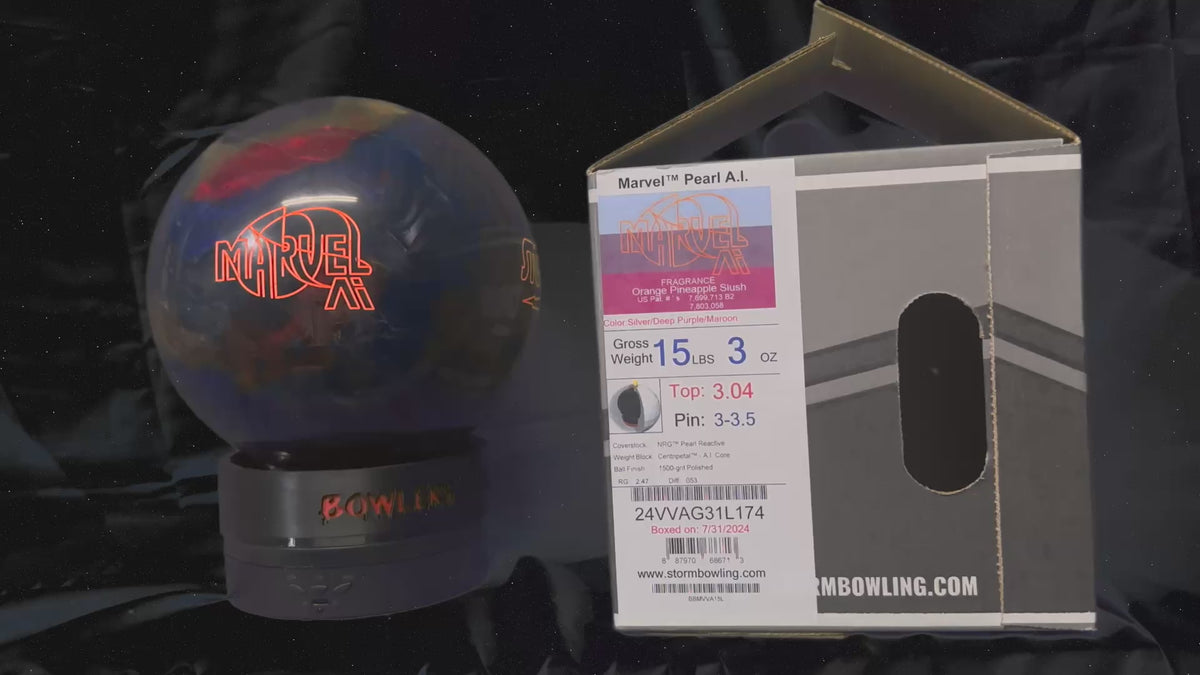 MARVEL
Ai
BOWLERS
Marvel™ Pearl A.I.
MARVEL
Ai
FRAGRANCE
Orange Pineapple Slush
US Pat. #'s 7,699,713 B2
7,803,058
Color:Silver/Deep Purple/Maroon
Gross Weight 15 LBS 3 OZ
Top: 3.04
Pin: 3-3.5
Coverstock: NRG™ Pearl Reactive
Weight Block: Centripetal™ - A.I. Core
Ball Finish: 1500-grit Polished
RG 2.47 Diff .053
24VVAG31L174
Boxed on: 7/31/2024
8 87970 68671 3
www.stormbowling.com
BBMVVA15L
RMBOWLING.COM